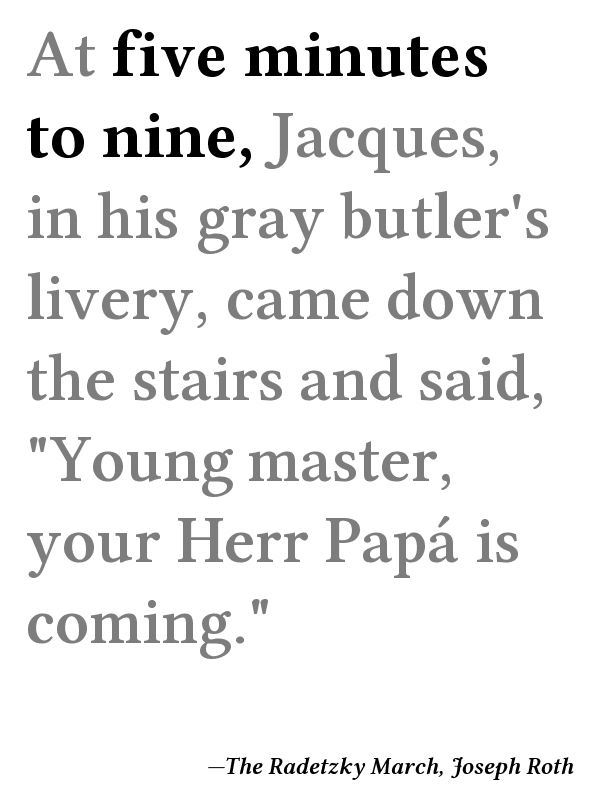 At five minutes
to nine, Jacques,
in his gray butler's
livery, came down
the stairs and said,
"Young master,
your Herr Papá is
coming."
—The Radetzky March, Joseph Roth